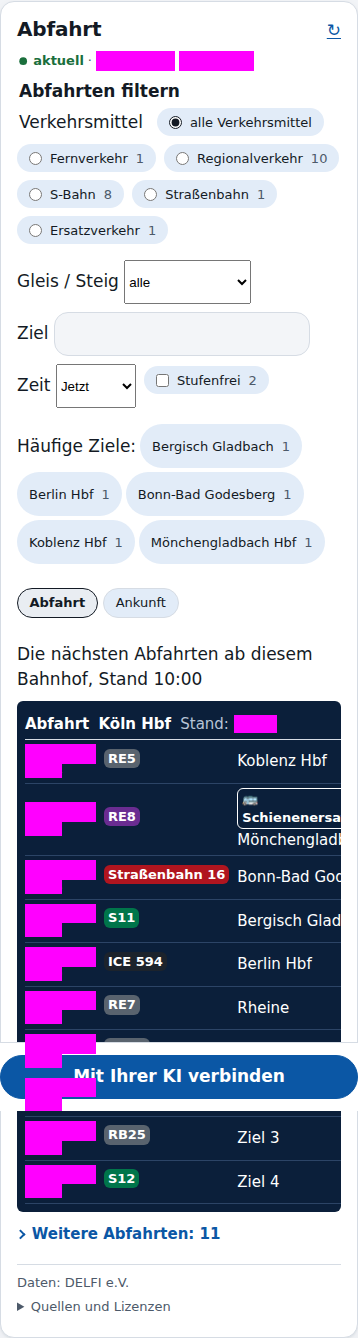 Abfahrt ↻
● aktuell ·
Abfahrten filtern
Verkehrsmittel alle Verkehrsmittel
Fernverkehr 1 Regionalverkehr 10
S-Bahn 8 Straßenbahn 1
Ersatzverkehr 1
Gleis / Steig alle
Ziel
Zeit Jetzt Stufenfrei 2
Häufige Ziele: Bergisch Gladbach 1
Berlin Hbf 1 Bonn-Bad Godesberg 1
Koblenz Hbf 1 Mönchengladbach Hbf 1
Abfahrt Ankunft
Die nächsten Abfahrten ab diesem
Bahnhof, Stand 10:00
Abfahrt Köln Hbf Stand:
RE5 Koblenz Hbf
RE8 Schienenersa
Mönchengladb
Straßenbahn 16 Bonn-Bad God
S11 Bergisch Glad
ICE 594 Berlin Hbf
RE7 Rheine
Mit Ihrer KI verbinden
RB25 Ziel 3
S12 Ziel 4
› Weitere Abfahrten: 11
Daten: DELFI e.V.
▶ Quellen und Lizenzen